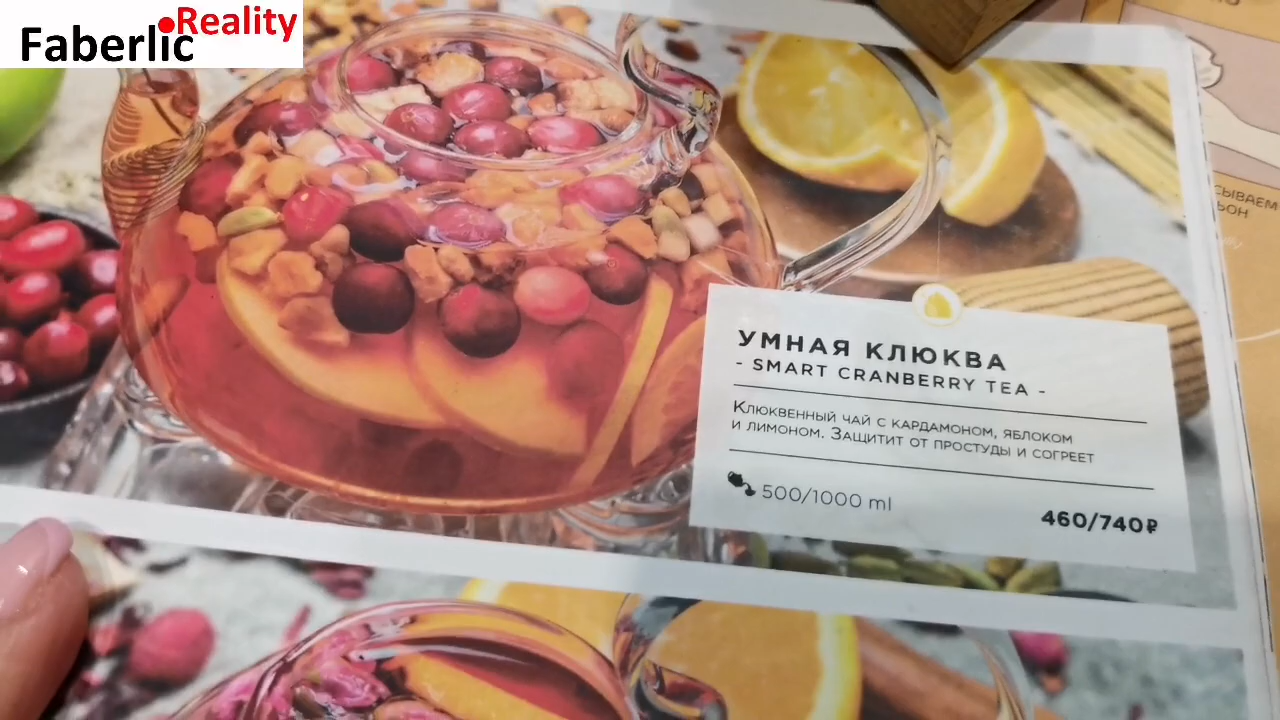 Faberlic
Reality
УМНАЯ КЛЮКВА
- SMART CRANBERRY TEA -
Клюквенный чай с кардамоном, яблоком
и лимоном. Защитит от простуды и согреет
500/1000 ml
460/740₽
СЫВАЕМ